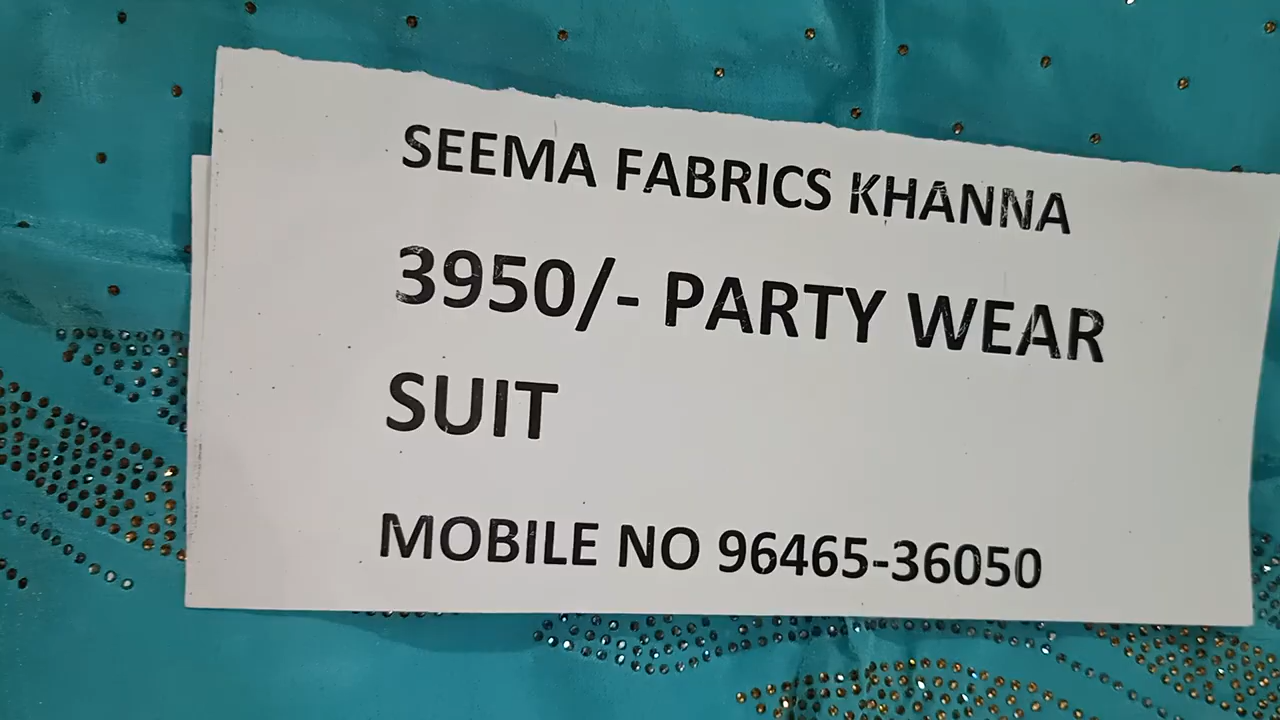 SEEMA FABRICS KHANNA
3950/- PARTY WEAR
SUIT
MOBILE NO 96465-36050